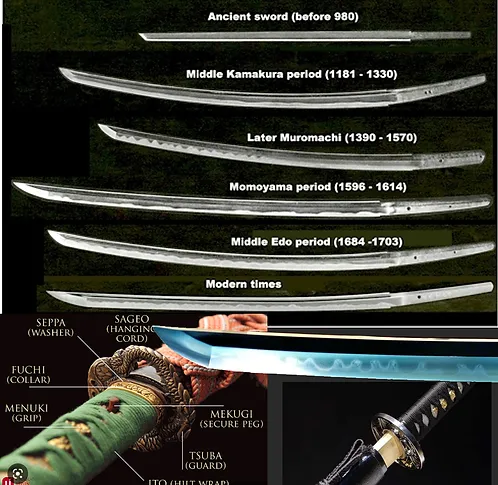 Ancient sword (before 980)
Middle Kamakura period (1181 - 1330)
Later Muromachi (1390 - 1570)
Momoyama period (1596 - 1614)
Middle Edo period (1684 -1703)
Modern times
SEPPA
(WASHER)
SAGEO
(HANGING
CORD)
FUCHI
(COLLAR)
MENUKI
(GRIP)
MEKUGI
(SECURE PEG)
TSUBA
(GUARD)
ITO (HILT WRAP)